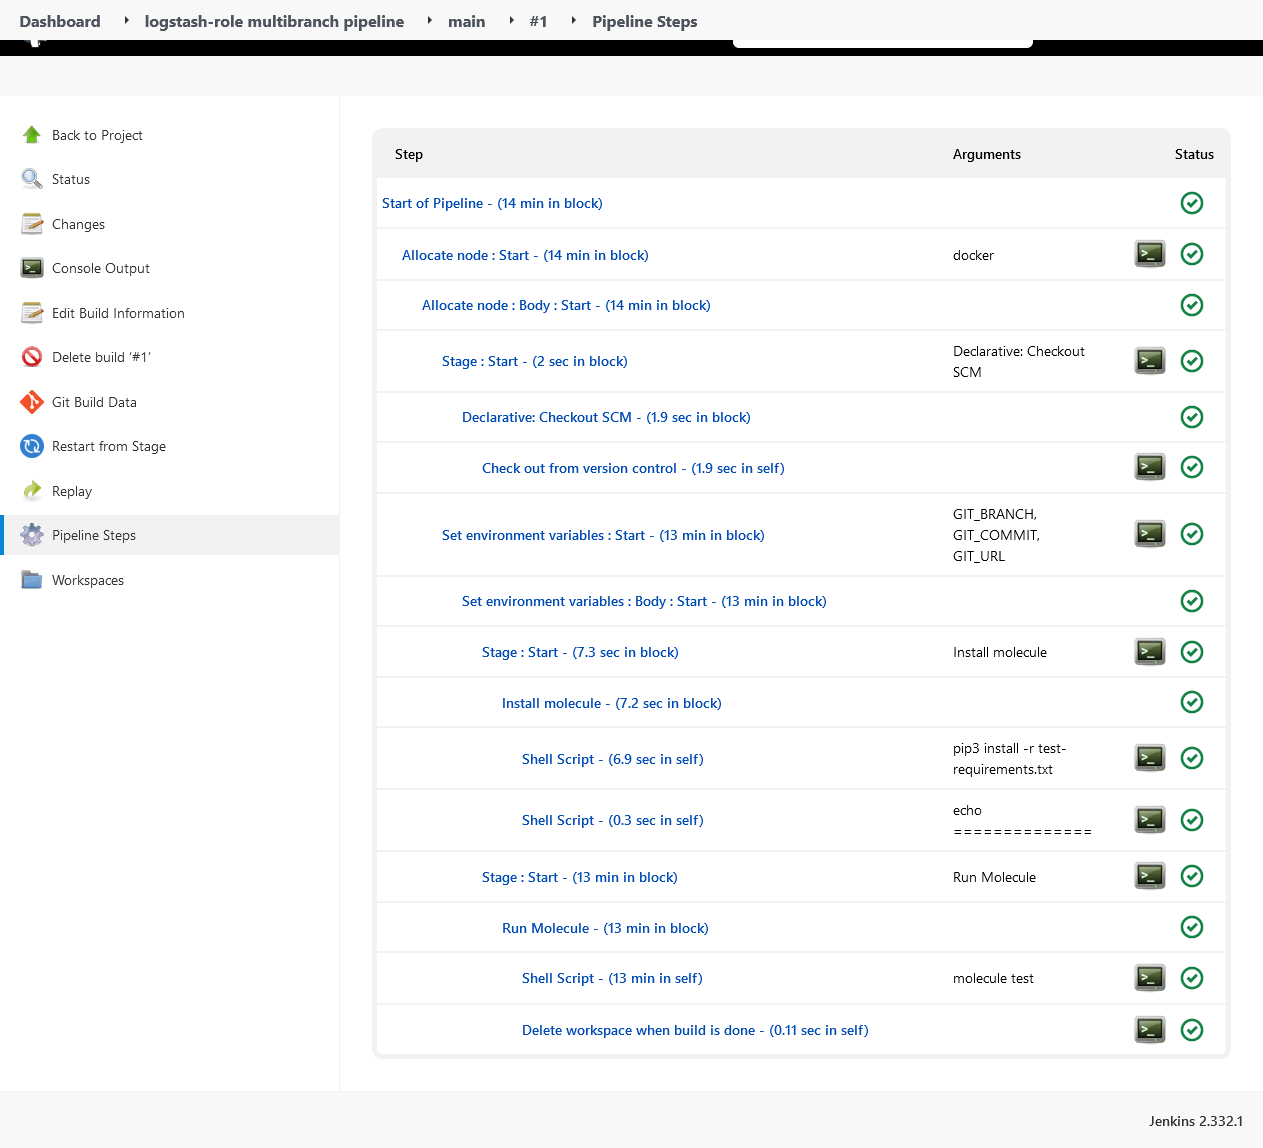 Dashboard logstash-role multibranch pipeline main #1 Pipeline Steps
Back to Project
Status
Changes
Console Output
Edit Build Information
Delete build ‘#1’
Git Build Data
Restart from Stage
Replay
Pipeline Steps
Workspaces
Step Arguments Status
Start of Pipeline - (14 min in block)
Allocate node : Start - (14 min in block) docker
Allocate node : Body : Start - (14 min in block)
Stage : Start - (2 sec in block) Declarative: Checkout
SCM
Declarative: Checkout SCM - (1.9 sec in block)
Check out from version control - (1.9 sec in self)
Set environment variables : Start - (13 min in block) GIT_BRANCH,
GIT_COMMIT,
GIT_URL
Set environment variables : Body : Start - (13 min in block)
Stage : Start - (7.3 sec in block) Install molecule
Install molecule - (7.2 sec in block)
Shell Script - (6.9 sec in self) pip3 install -r test-
requirements.txt
Shell Script - (0.3 sec in self) echo
==============
Stage : Start - (13 min in block) Run Molecule
Run Molecule - (13 min in block)
Shell Script - (13 min in self) molecule test
Delete workspace when build is done - (0.11 sec in self)
Jenkins 2.332.1